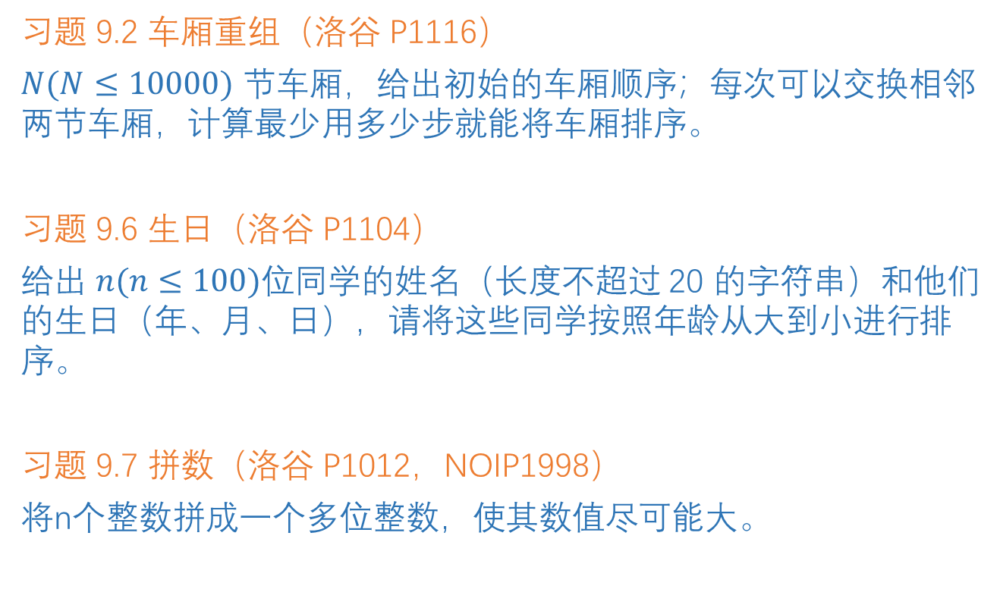 习题 9.2 车厢重组（洛谷 P1116）
N(N ≤ 10000) 节车厢，给出初始的车厢顺序；每次可以交换相邻
两节车厢，计算最少用多少步就能将车厢排序。
习题 9.6 生日（洛谷 P1104）
给出 n(n ≤ 100)位同学的姓名（长度不超过 20 的字符串）和他们
的生日（年、月、日），请将这些同学按照年龄从大到小进行排
序。
习题 9.7 拼数（洛谷 P1012，NOIP1998）
将n个整数拼成一个多位整数，使其数值尽可能大。